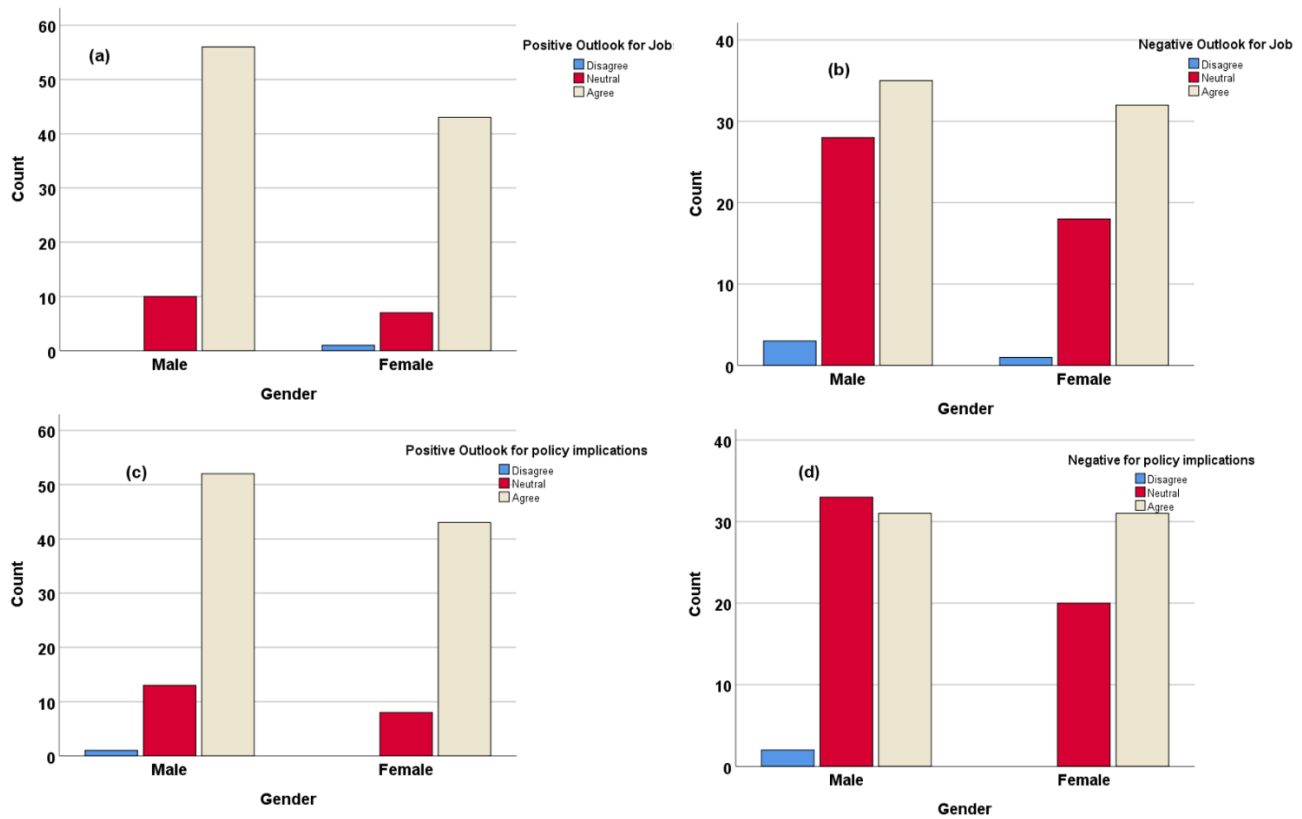 60
50
40
30
20
10
0
Count
(a)
Positive Outlook for Jobs
Disagree
Neutral
Agree
Male
Female
Gender
40
30
20
10
0
Count
(b)
Negative Outlook for Job
Disagree
Neutral
Agree
Male
Female
Gender
60
50
40
30
20
10
0
Count
(c)
Positive Outlook for policy implications
Disagree
Neutral
Agree
Male
Female
Gender
40
30
20
10
0
Count
(d)
Negative for policy implications
Disagree
Neutral
Agree
Male
Female
Gender